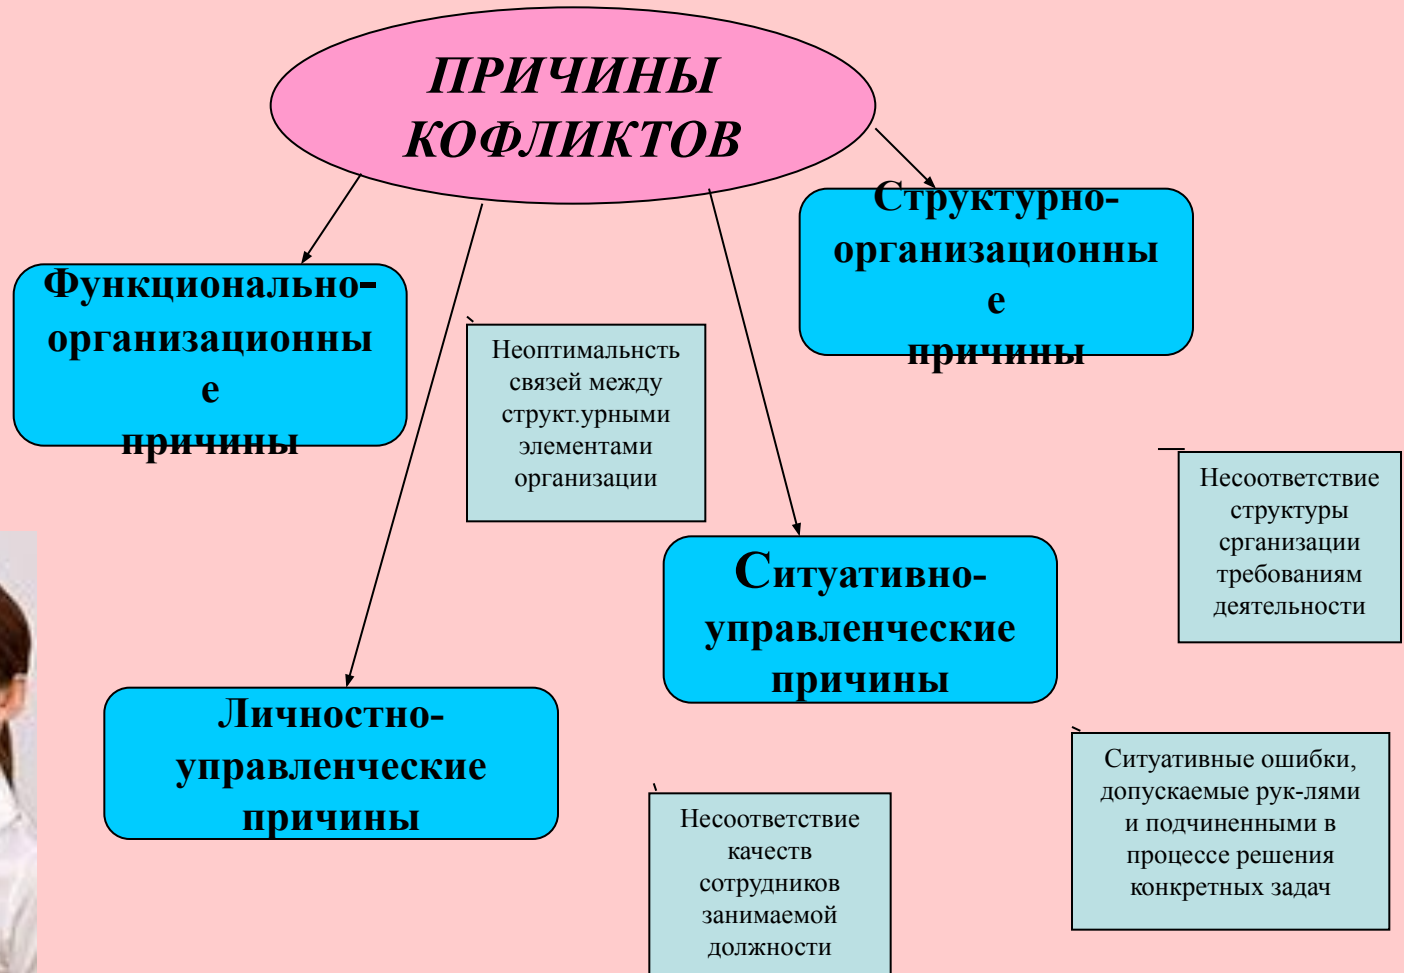 ПРИЧИНЫ
КОФЛИКТОВ
Структурно-
организационны
е
причины
Функционально-
организационны
е
причины
Неоптимальнсть
связей между
структ.урными
элементами
организации
Несоответствие
структуры
срганизации
требованиям
деятельности
Ситуативно-
управленческие
причины
Личностно-
управленческие
причины
Ситуативные ошибки,
допускаемые рук-лями
и подчиненными в
процессе решения
конкретных задач
Несоответствие
качеств
сотрудников
занимаемой
должности